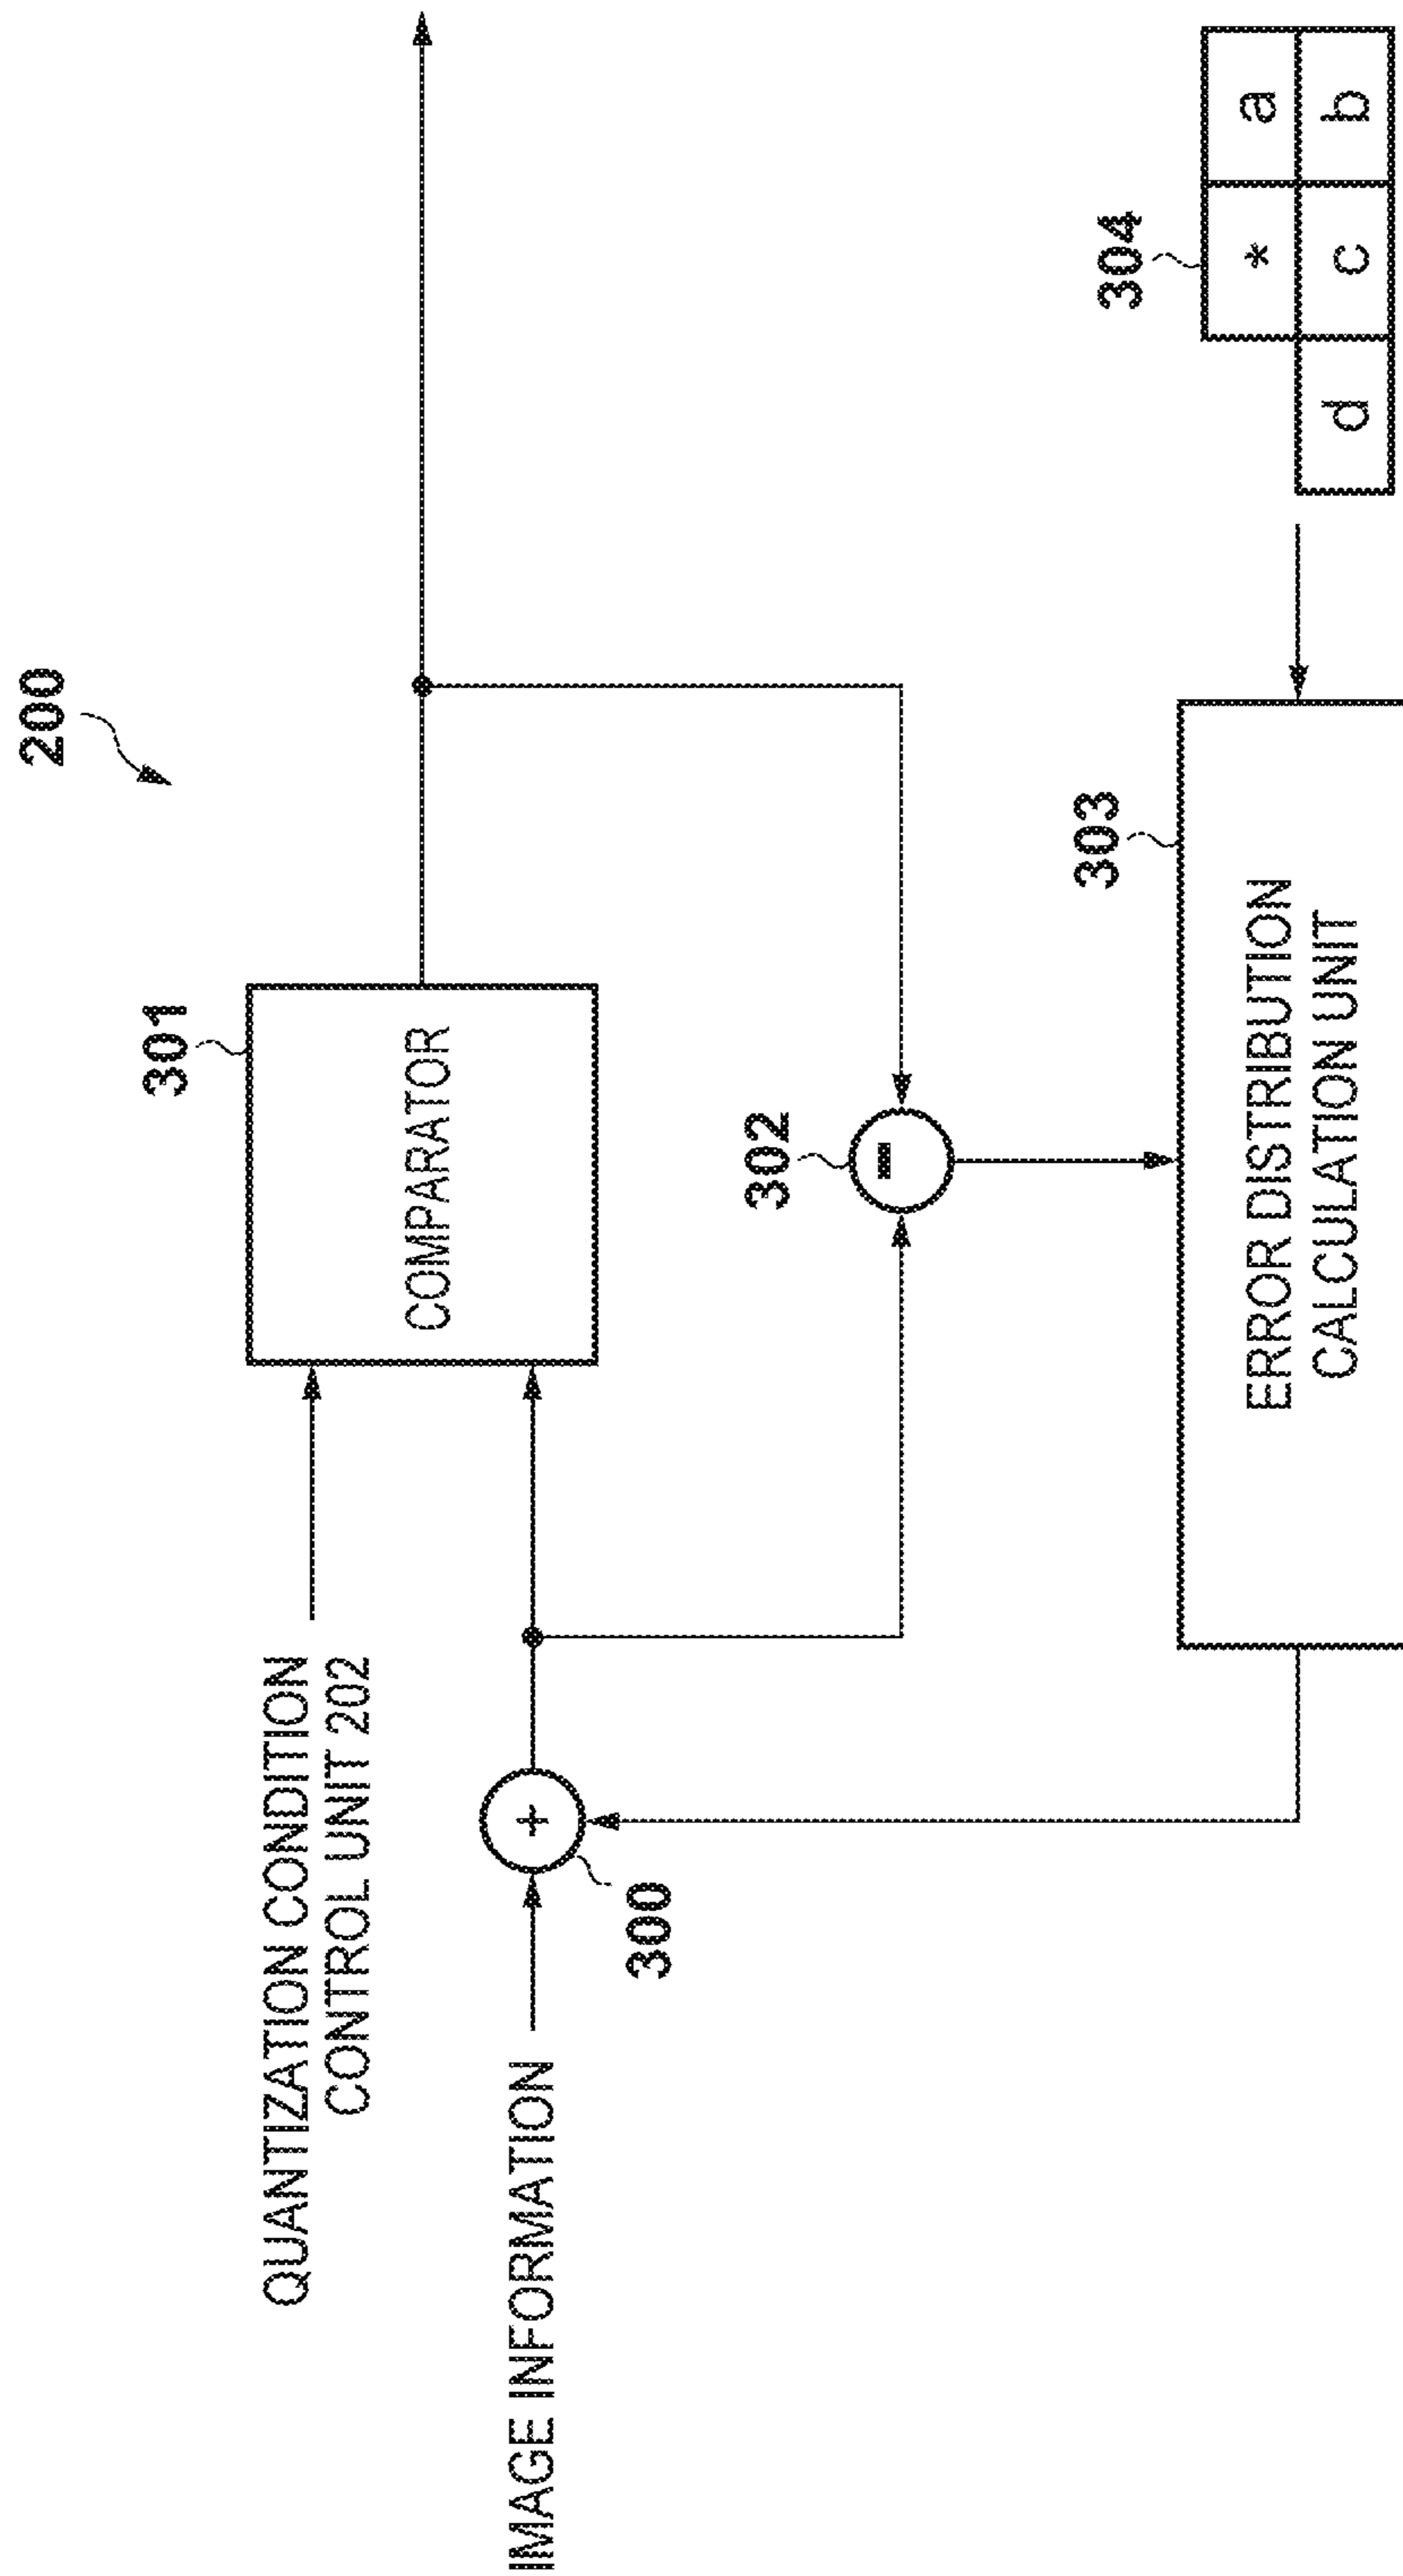 200
QUANTIZATION CONDITION
CONTROL UNIT 202
301
COMPARATOR
IMAGE INFORMATION
+
300
302
-
303
ERROR DISTRIBUTION
CALCULATION UNIT
304
* a
d c b